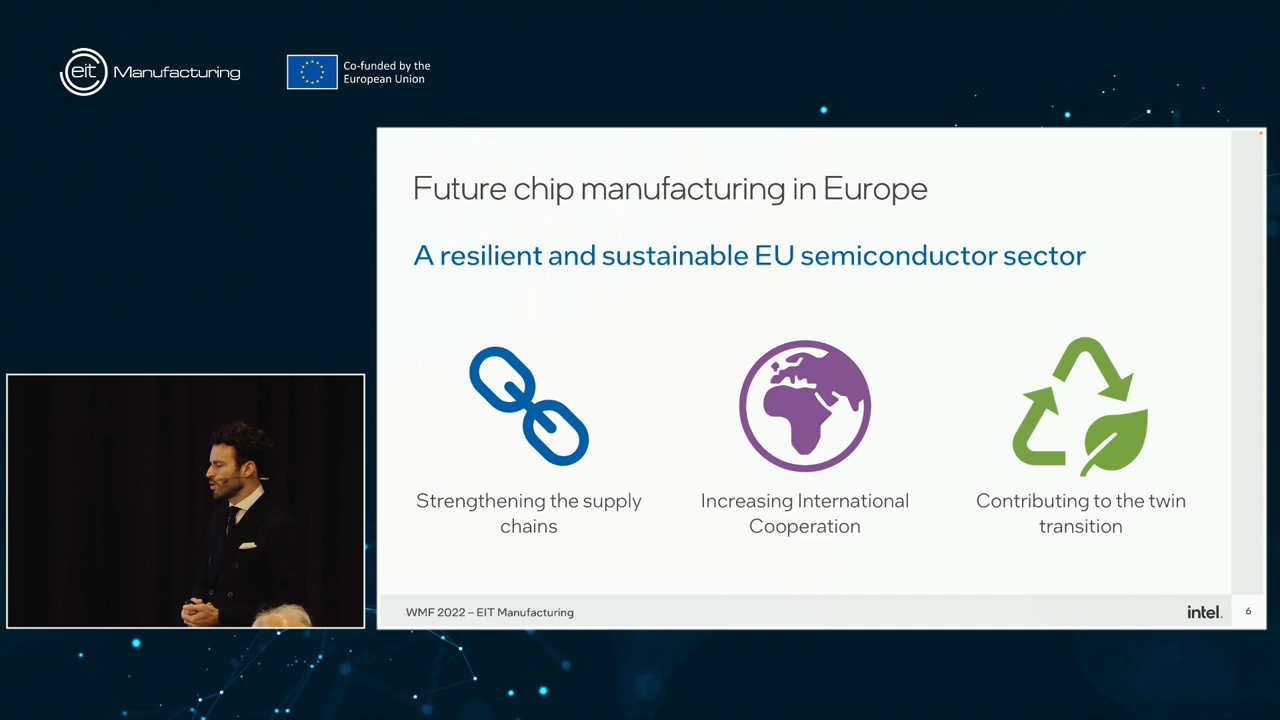 eit Manufacturing
Co-funded by the
European Union
Future chip manufacturing in Europe
A resilient and sustainable EU semiconductor sector
Strengthening the supply
chains
Increasing International
Cooperation
Contributing to the twin
transition
WMF 2022 – EIT Manufacturing
intel.
6